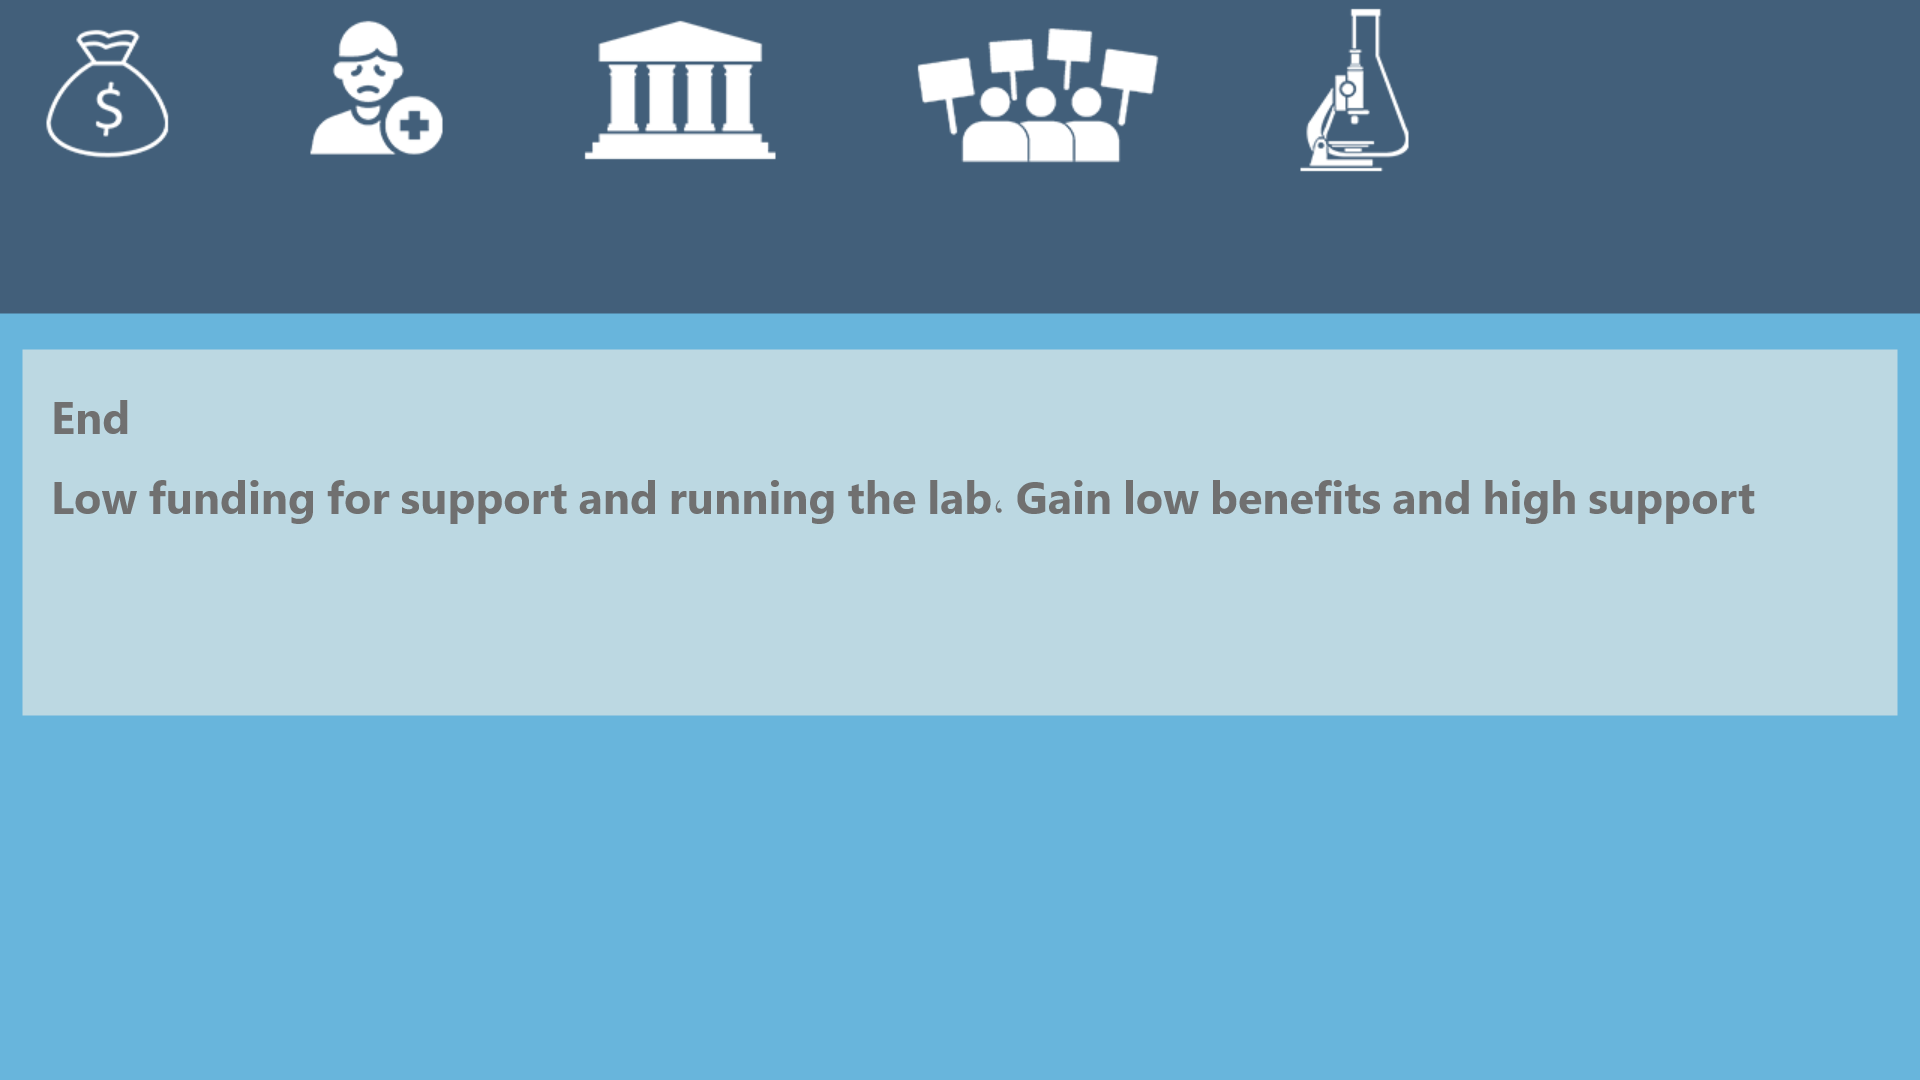 $
End
Low funding for support and running the lab، Gain low benefits and high support